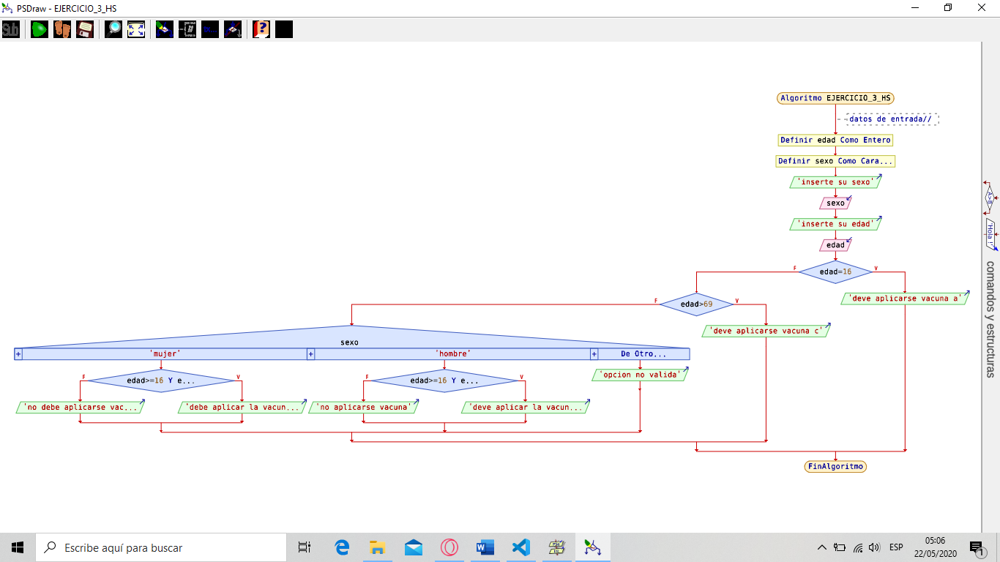 PSDraw - EJERCICIO_3_HS
Sub
Algoritmo EJERCICIO_3_HS
datos de entrada//
Definir edad Como Entero
Definir sexo Como Cara...
'inserte su sexo'
sexo
'inserte su edad'
edad
F edad=16 V
'deve aplicarse vacuna a'
F edad>69 V
'deve aplicarse vacuna c'
sexo
+ 'mujer' + 'hombre' + De Otro...
'opcion no valida'
F edad>=16 Y e... V F edad>=16 Y e... V
'no debe aplicarse vac... 'debe aplicar la vacun... 'no aplicarse vacuna' 'deve aplicar la vacun...
FinAlgoritmo
A>B
'Hola !'
comandos y estructuras
Escribe aquí para buscar
ESP
05:06
22/05/2020
1